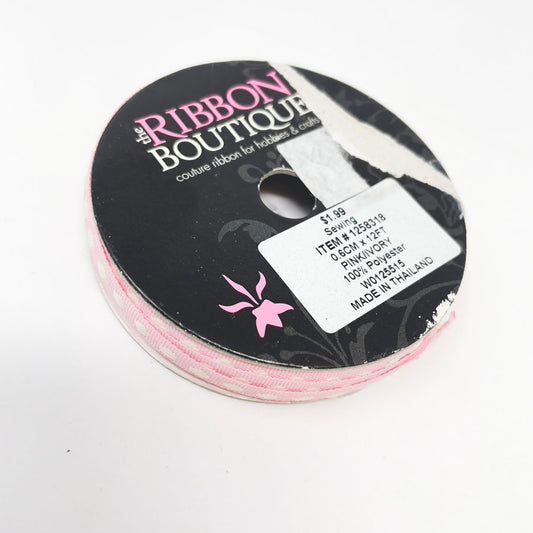 the RIBBON
BOUTIQUE
couture ribbon for hobbies & crafts
$1.99
Sewing
ITEM # 1258318
0.6CM X 12FT
PINK/IVORY
100% Polyester
W0125515
MADE IN THAILAND